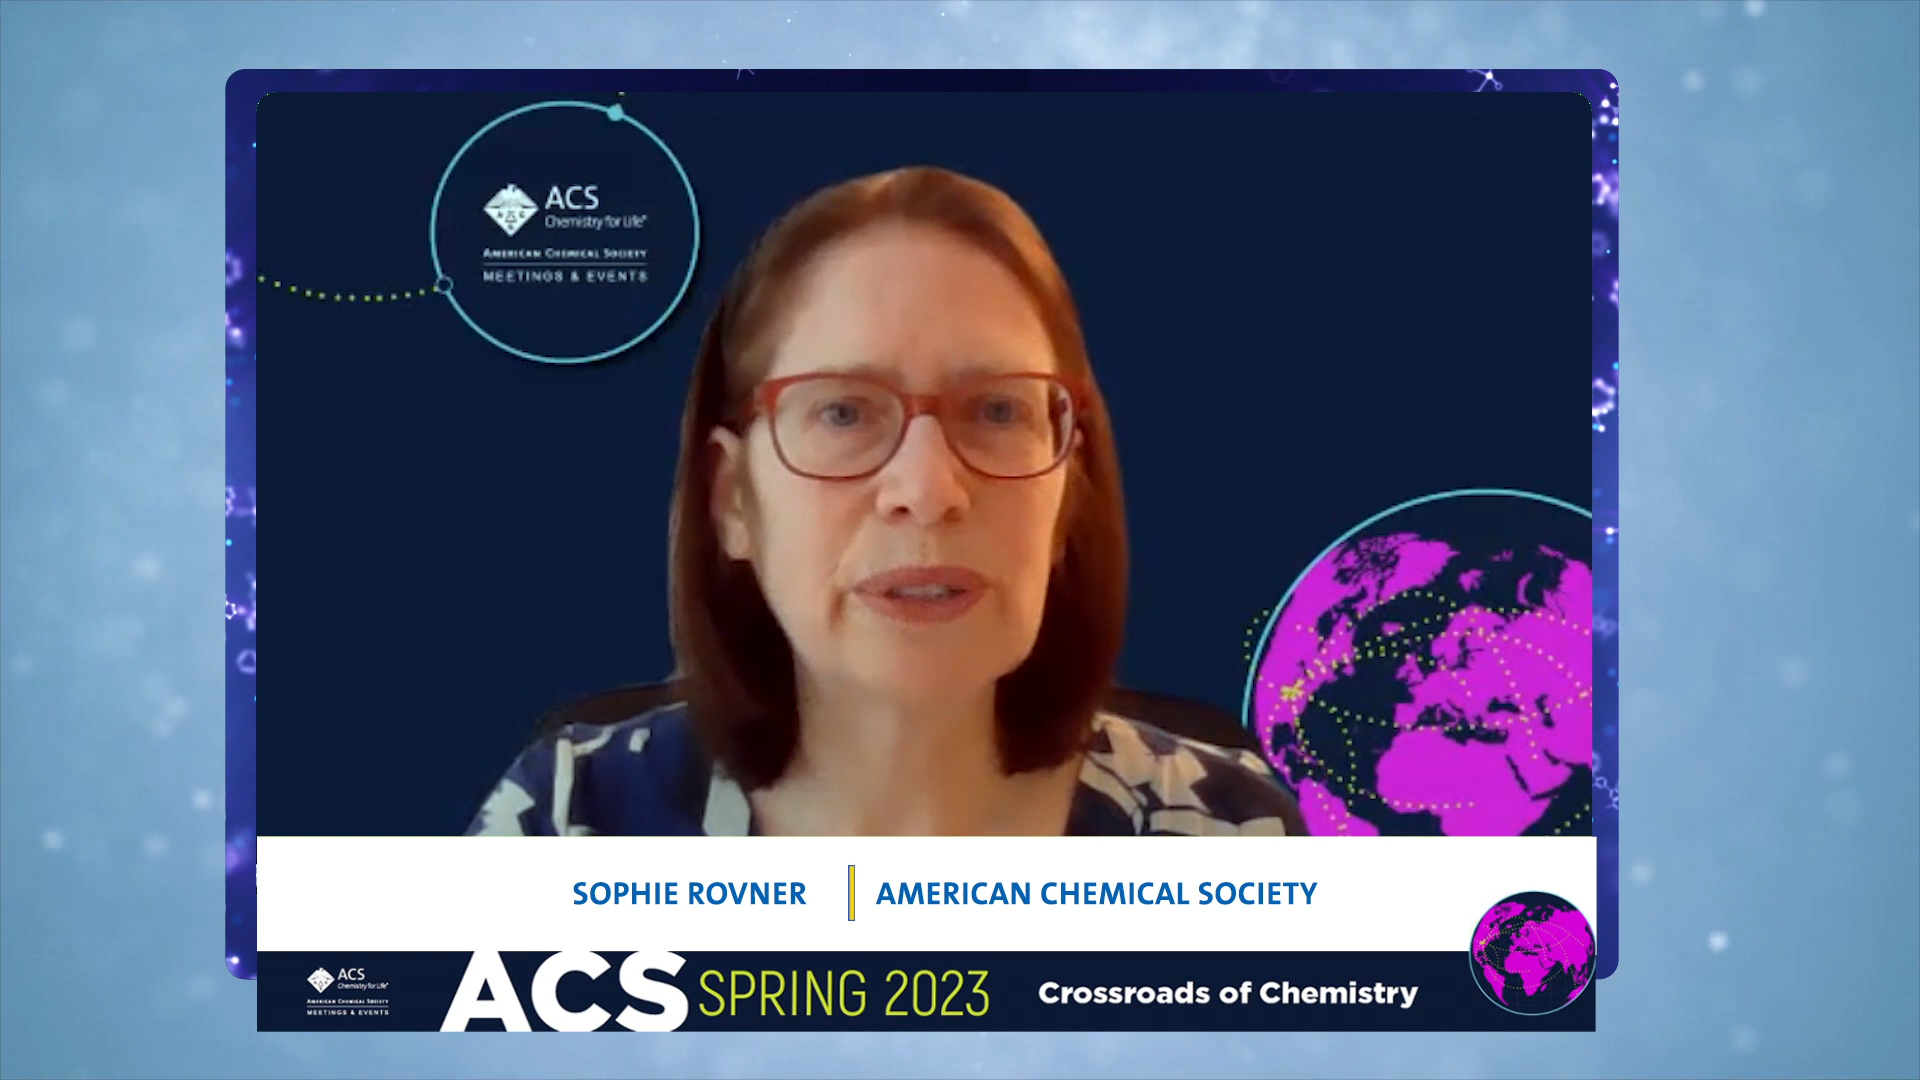 ACS
Chemistry for Life®
AMERICAN CHEMICAL SOCIETY
MEETINGS & EVENTS
SOPHIE ROVNER
AMERICAN CHEMICAL SOCIETY
ACS
Chemistry for Life®
AMERICAN CHEMICAL SOCIETY
MEETINGS & EVENTS
ACS SPRING 2023
Crossroads of Chemistry